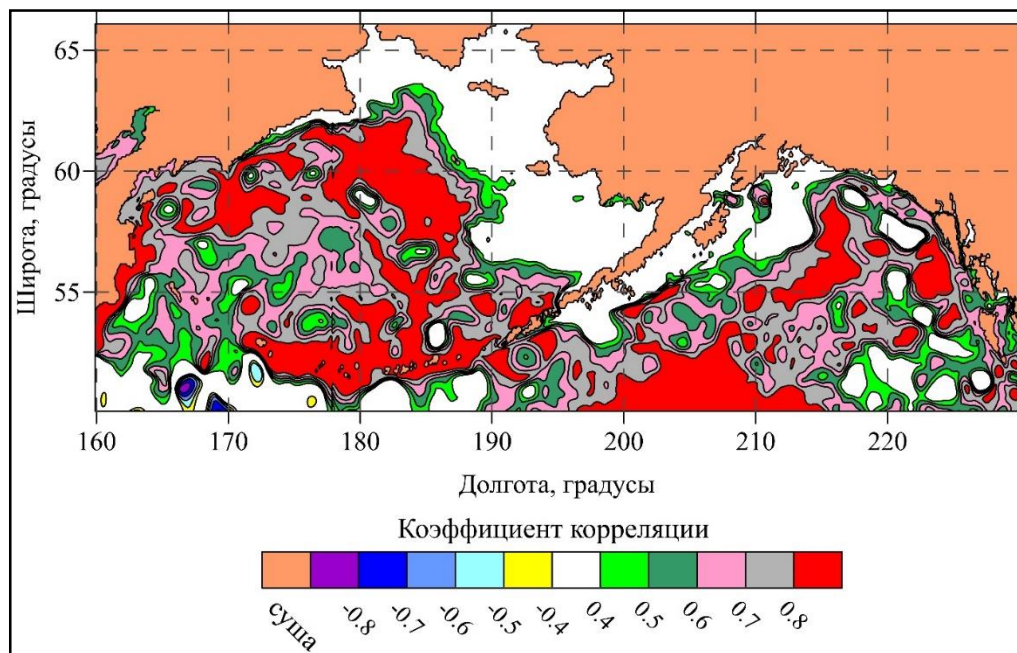 65
60
55
Широта, градусы
160 170 180 190 200 210 220
Долгота, градусы
Коэффициент корреляции
суша -0.8 -0.7 -0.6 -0.5 -0.4 0.4 0.5 0.6 0.7 0.8